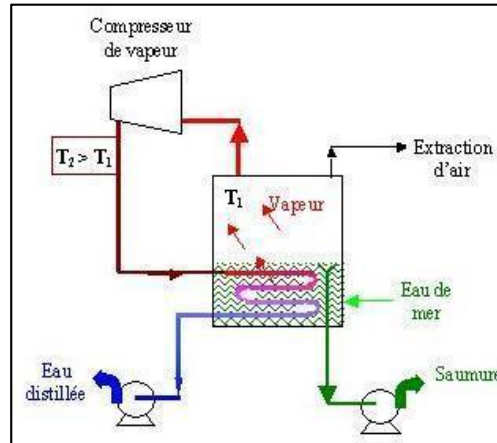 Compresseur
de vapeur
T₂ > T₁
T₁
Vapeur
Extraction
d'air
Eau de
mer
Eau
distillée
Saumure